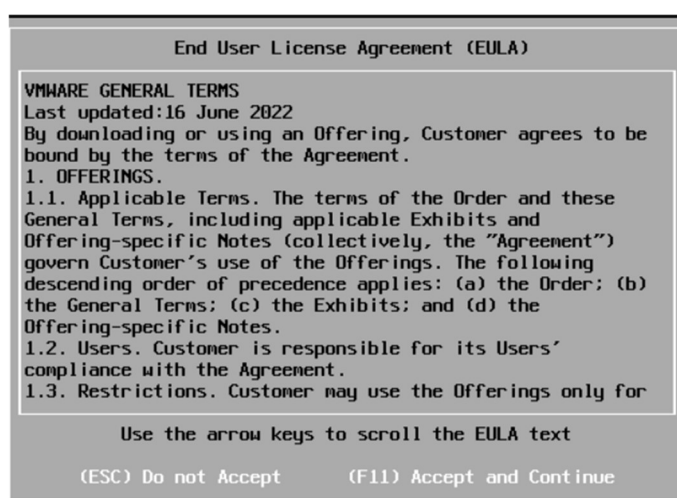 End User License Agreement (EULA)
VMWARE GENERAL TERMS
Last updated:16 June 2022
By downloading or using an Offering, Customer agrees to be
bound by the terms of the Agreement.
1. OFFERINGS.
1.1. Applicable Terms. The terms of the Order and these
General Terms, including applicable Exhibits and
Offering-specific Notes (collectively, the "Agreement")
govern Customer's use of the Offerings. The following
descending order of precedence applies: (a) the Order; (b)
the General Terms; (c) the Exhibits; and (d) the
Offering-specific Notes.
1.2. Users. Customer is responsible for its Users'
compliance with the Agreement.
1.3. Restrictions. Customer may use the Offerings only for
Use the arrow keys to scroll the EULA text
(ESC) Do not Accept (F11) Accept and Continue